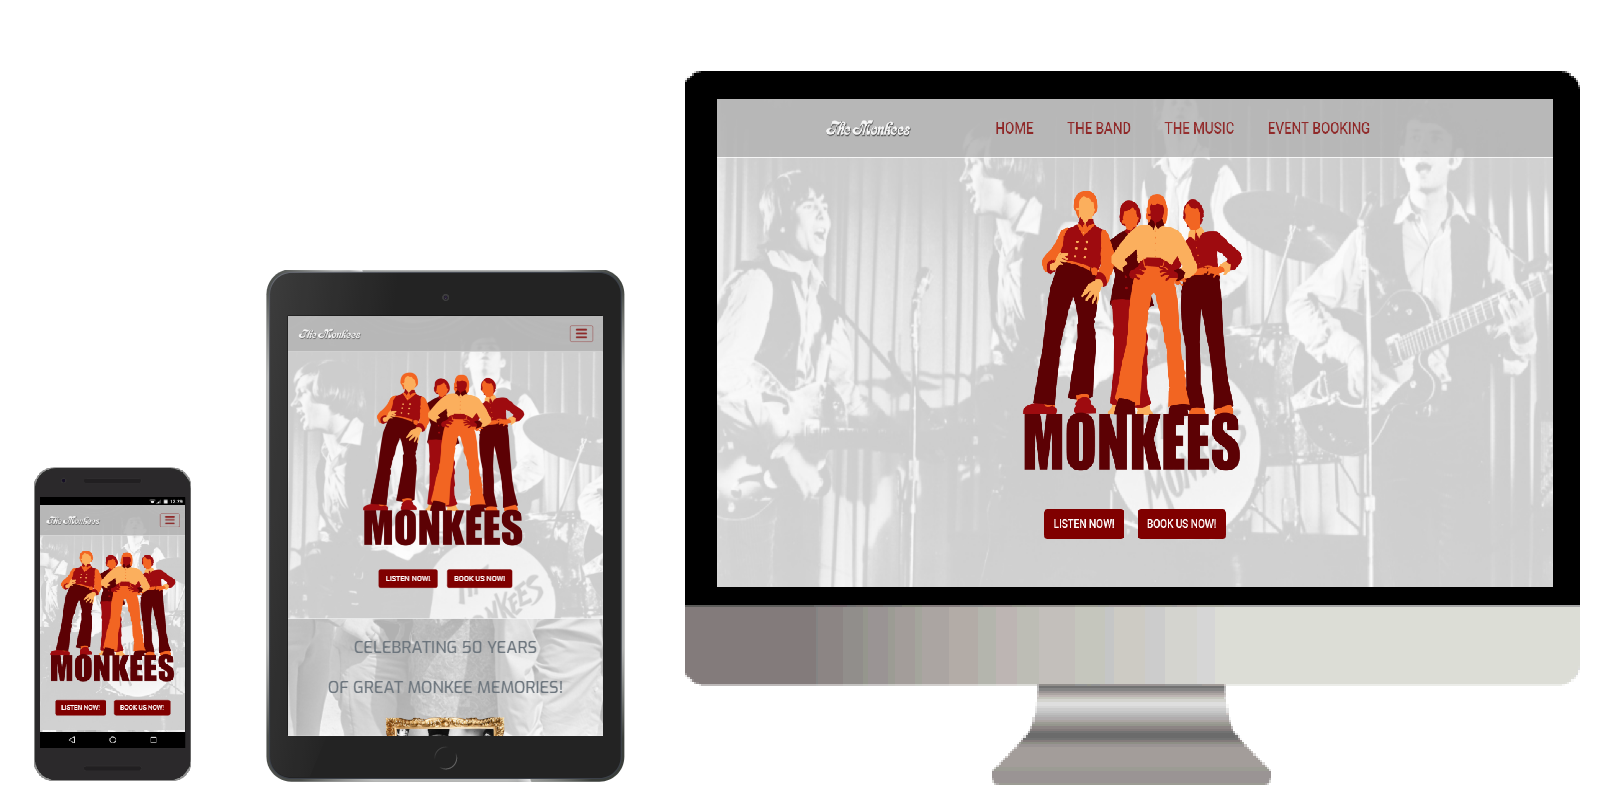 The Monkees
HOME THE BAND THE MUSIC EVENT BOOKING
MONKEES
LISTEN NOW! BOOK US NOW!
MONKEES
The Monkees
MONKEES
LISTEN NOW! BOOK US NOW!
MONKEES
CELEBRATING 50 YEARS
OF GREAT MONKEE MEMORIES!
The Monkees
MONKEES
LISTEN NOW! BOOK US NOW!